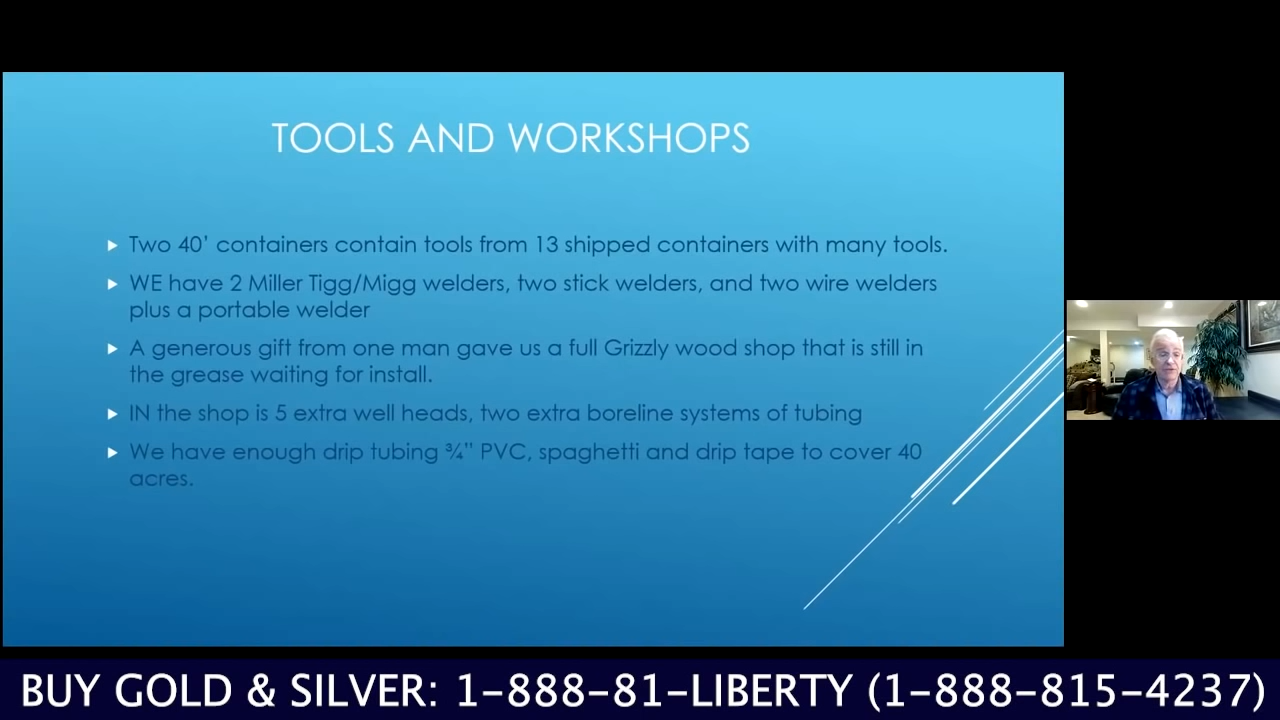 TOOLS AND WORKSHOPS
Two 40’ containers contain tools from 13 shipped containers with many tools.
WE have 2 Miller Tigg/Migg welders, two stick welders, and two wire welders
plus a portable welder
A generous gift from one man gave us a full Grizzly wood shop that is still in
the grease waiting for install.
IN the shop is 5 extra well heads, two extra boreline systems of tubing
We have enough drip tubing ¾” PVC, spaghetti and drip tape to cover 40
acres.
BUY GOLD & SILVER: 1-888-81-LIBERTY (1-888-815-4237)